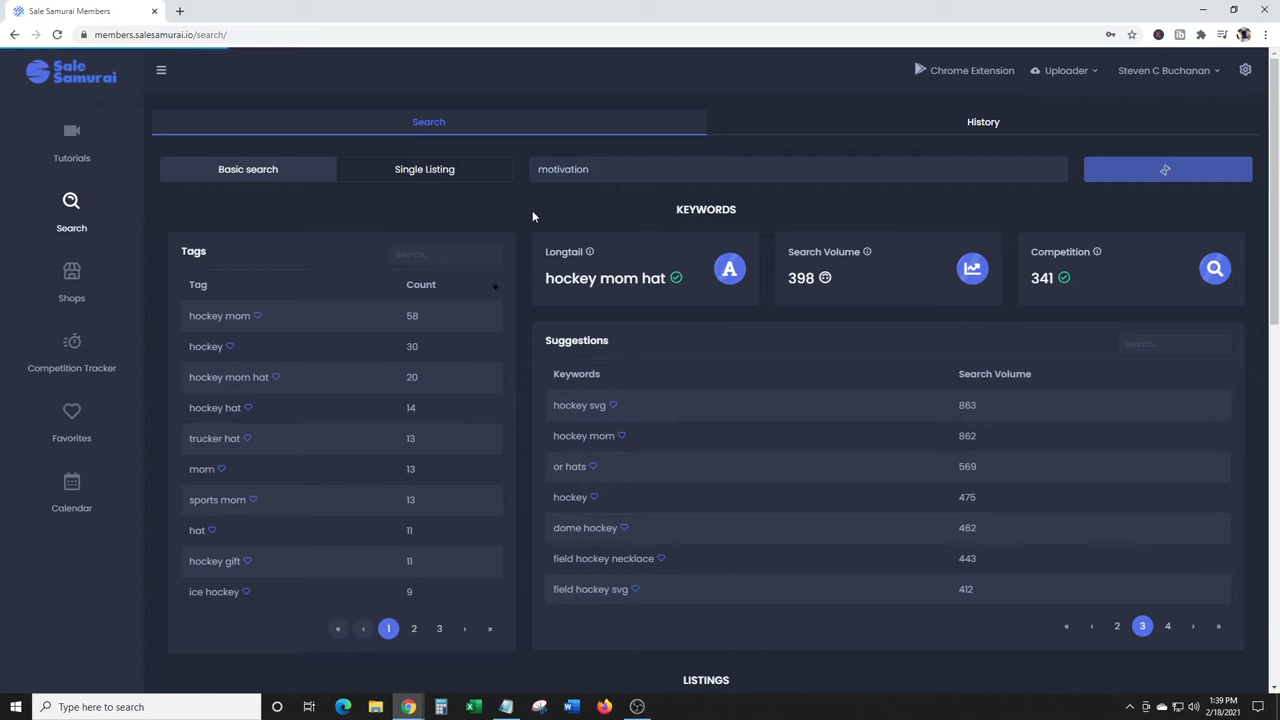 Sale Samurai Members
members.salesamurai.io/search/
Sale Samurai
Chrome Extension
Uploader
Steven C Buchanan
Tutorials
Search
Shops
Competition Tracker
Favorites
Calendar
Search
History
Basic search
Single Listing
motivation
KEYWORDS
Tags
Search...
Tag Count
hockey mom 58
hockey 30
hockey mom hat 20
hockey hat 14
trucker hat 13
mom 13
sports mom 13
hat 11
hockey gift 11
ice hockey 9
« ‹ 1 2 3 › »
Longtail
hockey mom hat
A
Search Volume
398
Competition
341
Suggestions
Search...
Keywords Search Volume
hockey svg 863
hockey mom 862
or hats 569
hockey 475
dome hockey 462
field hockey necklace 443
field hockey svg 412
« ‹ 2 3 4 › »
LISTINGS
Type here to search
1:39 PM
2/18/2021